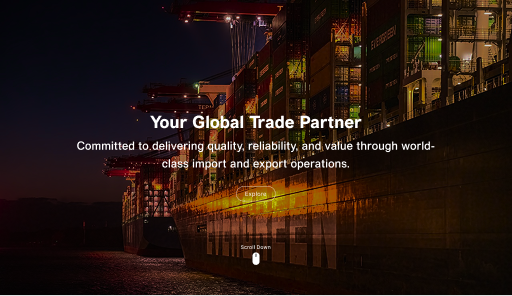 Your Global Trade Partner
Committed to delivering quality, reliability, and value through world-
class import and export operations.
Explore
Scroll Down